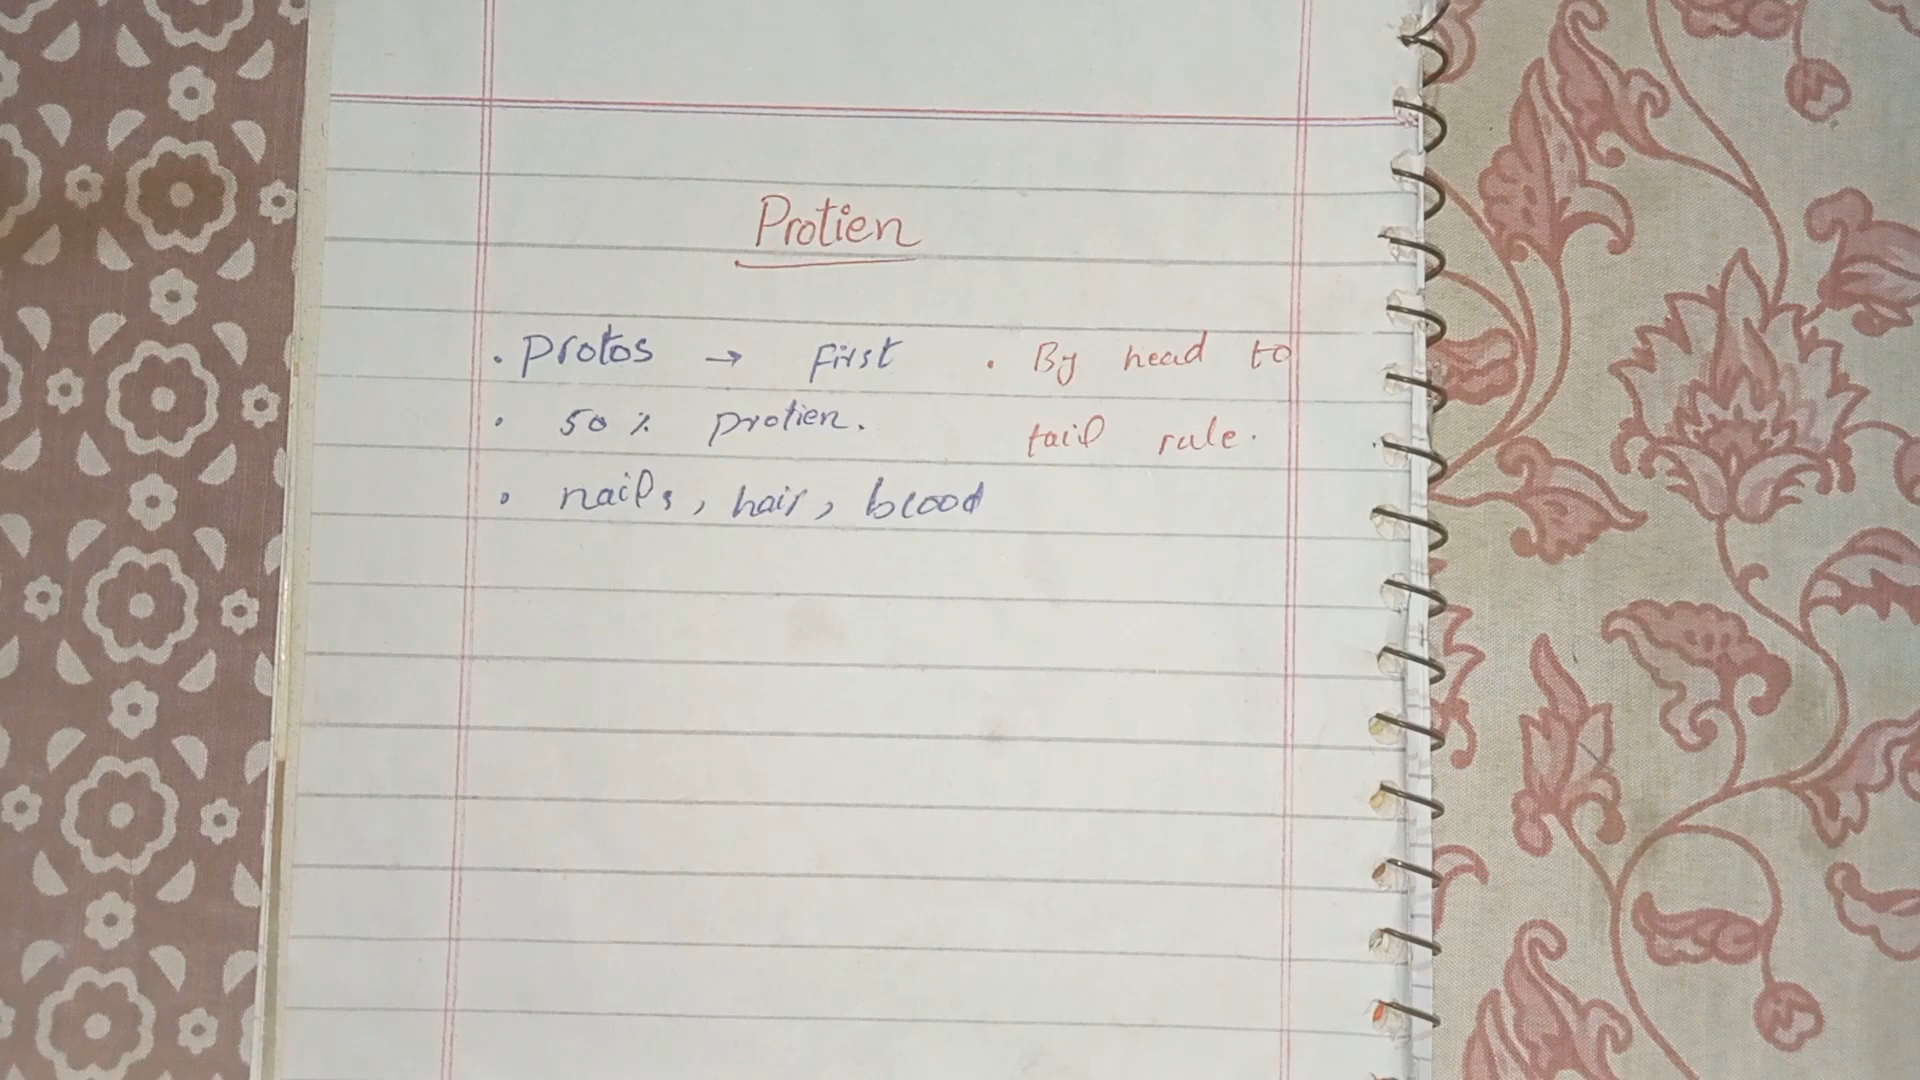 Protien
. Protos → First
. 50 % protien.
. nails, hair, blood
. By head to
tail rule.